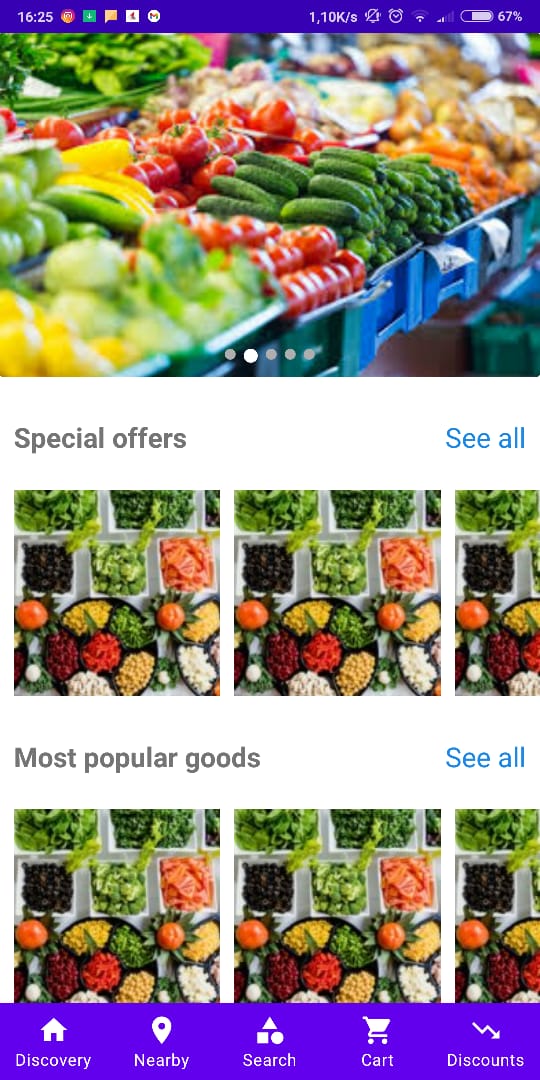 16:25 1,10K/s 67%
Special offers See all
Most popular goods See all
Discovery Nearby Search Cart Discounts